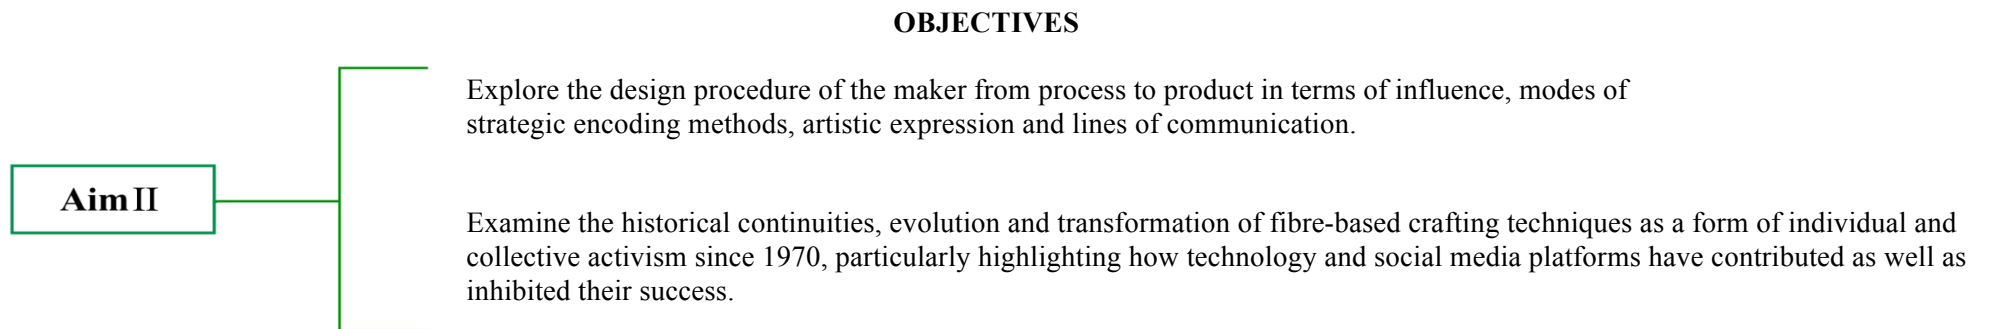 OBJECTIVES
Explore the design procedure of the maker from process to product in terms of influence, modes of
strategic encoding methods, artistic expression and lines of communication.
Aim II
Examine the historical continuities, evolution and transformation of fibre-based crafting techniques as a form of individual and
collective activism since 1970, particularly highlighting how technology and social media platforms have contributed as well as
inhibited their success.